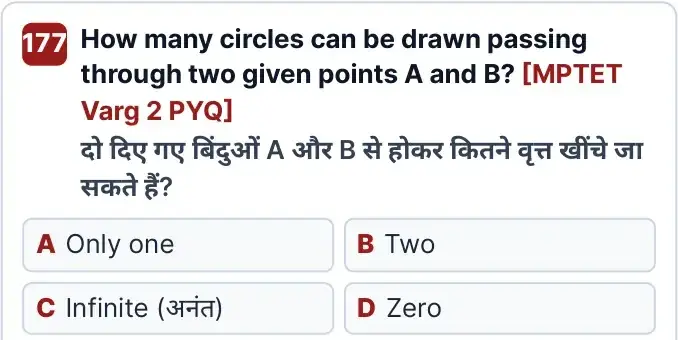 177 How many circles can be drawn passing
through two given points A and B? [MPTET
Varg 2 PYQ]
दो दिए गए बिंदुओं A और B से होकर कितने वृत्त खींचे जा
सकते हैं?
A Only one
B Two
C Infinite (अनंत)
D Zero